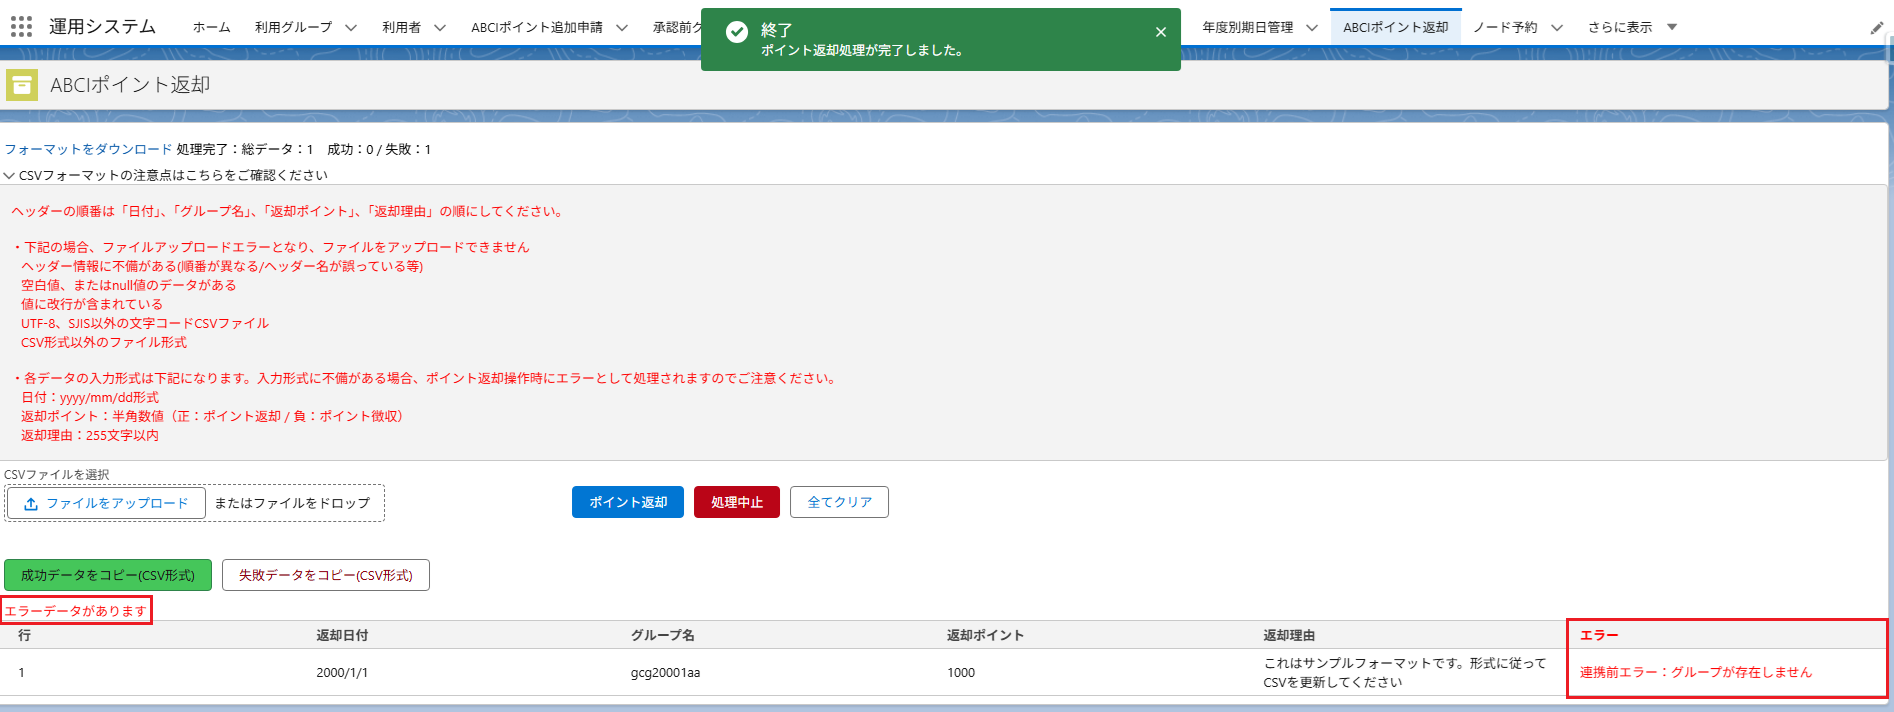 運用システム ホーム 利用グループ 利用者 ABCIポイント追加申請 承認前 年度別期日管理 ABCIポイント返却 ノード予約 さらに表示
終了
ポイント返却処理が完了しました。
ABCIポイント返却
フォーマットをダウンロード 処理完了：総データ：1 成功：0 / 失敗：1
CSVフォーマットの注意点はこちらをご確認ください
ヘッダーの順番は「日付」、「グループ名」、「返却ポイント」、「返却理由」の順にしてください。
・下記の場合、ファイルアップロードエラーとなり、ファイルをアップロードできません
ヘッダー情報に不備がある(順番が異なる/ヘッダー名が誤っている等)
空白値、またはnull値のデータがある
値に改行が含まれている
UTF-8、SJIS以外の文字コードCSVファイル
CSV形式以外のファイル形式
・各データの入力形式は下記になります。入力形式に不備がある場合、ポイント返却操作時にエラーとして処理されますのでご注意ください。
日付：yyyy/mm/dd形式
返却ポイント：半角数値（正：ポイント返却 / 負：ポイント徴収）
返却理由：255文字以内
CSVファイルを選択
ファイルをアップロード またはファイルをドロップ ポイント返却 処理中止 全てクリア
成功データをコピー(CSV形式) 失敗データをコピー(CSV形式)
エラーデータがあります
行 返却日付 グループ名 返却ポイント 返却理由 エラー
1 2000/1/1 gcg20001aa 1000 これはサンプルフォーマットです。形式に従って
CSVを更新してください
連携前エラー：グループが存在しません